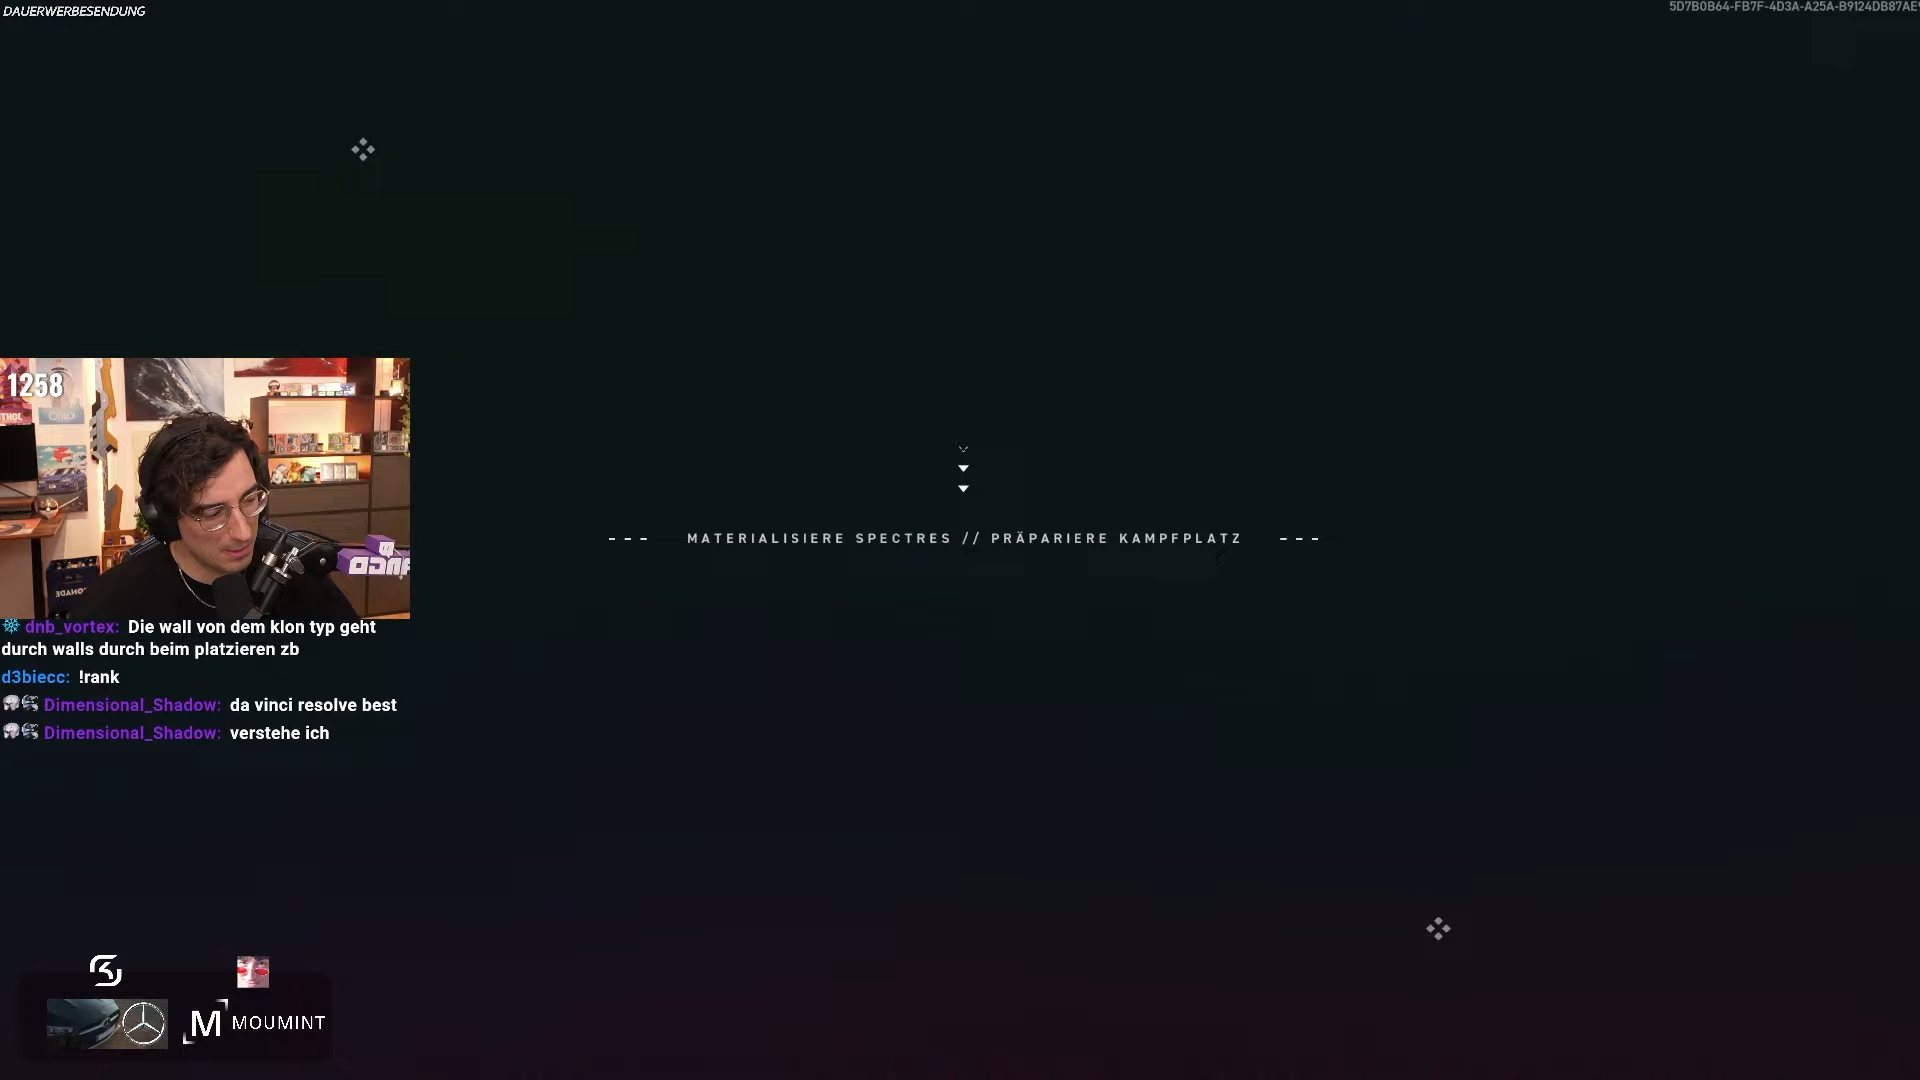 DAUERWERBESENDUNG
5D7B0B64-FB7F-4D3A-A25A-B9124DB87AE
1258
--- MATERIALISIERE SPECTRES // PRÄPARIERE KAMPFPLATZ ---
dnb_vortex: Die wall von dem klon typ geht
durch walls durch beim platzieren zb
d3biecc: !rank
Dimensional_Shadow: da vinci resolve best
Dimensional_Shadow: verstehe ich
M MOUMINT